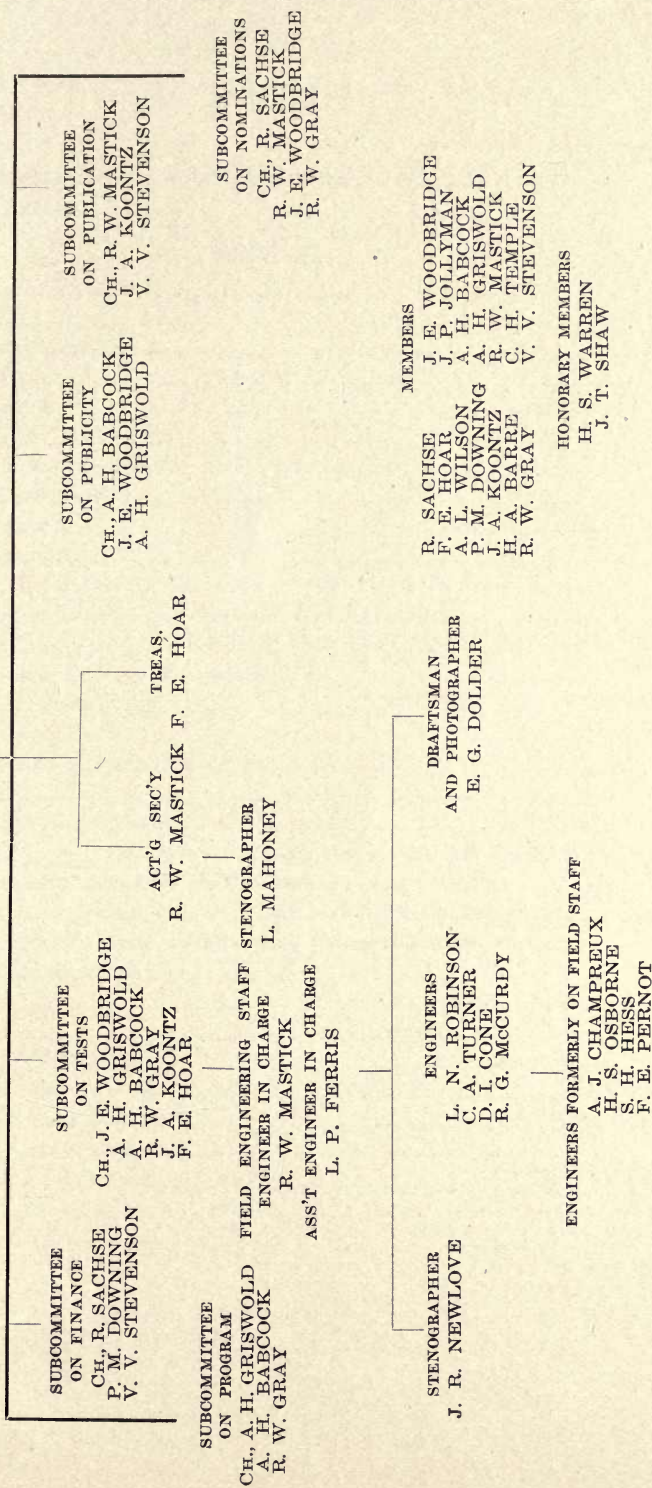 SUBCOMMITTEE
ON FINANCE
CH., R. SACHSE
P. M. DOWNING
V. V. STEVENSON
SUBCOMMITTEE
ON TESTS
CH., J. E. WOODBRIDGE
A. H. GRISWOLD
A. H. BABCOCK
R. W. GRAY
J. A. KOONTZ
F. E. HOAR
ACT'G SEC'Y
R. W. MASTICK
TREAS.
F. E. HOAR
SUBCOMMITTEE
ON PUBLICITY
CH., A. H. BABCOCK
J. E. WOODBRIDGE
A. H. GRISWOLD
SUBCOMMITTEE
ON PUBLICATION
CH., R. W. MASTICK
J. A. KOONTZ
V. V. STEVENSON
SUBCOMMITTEE
ON PROGRAM
CH., A. H. GRISWOLD
A. H. BABCOCK
R. W. GRAY
FIELD ENGINEERING STAFF
ENGINEER IN CHARGE
R. W. MASTICK
ASS'T ENGINEER IN CHARGE
L. P. FERRIS
STENOGRAPHER
L. MAHONEY
SUBCOMMITTEE
ON NOMINATIONS
CH., R. SACHSE
R. W. MASTICK
J. E. WOODBRIDGE
R. W. GRAY
STENOGRAPHER
J. R. NEWLOVE
ENGINEERS
L. N. ROBINSON
C. A. TURNER
D. I. CONE
R. G. McCURDY
DRAFTSMAN
AND PHOTOGRAPHER
E. G. DOLDER
ENGINEERS FORMERLY ON FIELD STAFF
A. J. CHAMPREUX
H. S. OSBORNE
S. H. HESS
F. E. PERNOT
MEMBERS
R. SACHSE
F. E. HOAR
A. L. WILSON
P. M. DOWNING
J. A. KOONTZ
H. A. BARRE
R. W. GRAY
J. E. WOODBRIDGE
J. P. JOLLYMAN
A. H. BABCOCK
A. H. GRISWOLD
R. W. MASTICK
C. H. TEMPLE
V. V. STEVENSON
HONORARY MEMBERS
H. S. WARREN
J. T. SHAW